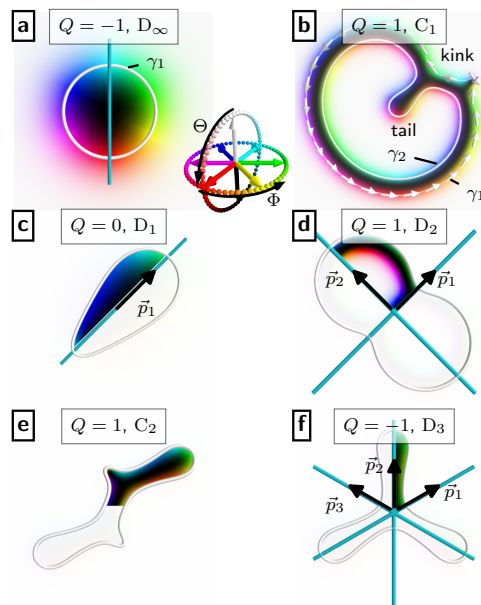 a
Q = −1, D∞
γ1
Θ
Φ
b
Q = 1, C1
kink
tail
γ2
γ1
c
Q = 0, D1
p⃗1
d
Q = 1, D2
p⃗2
p⃗1
e
Q = 1, C2
f
Q = −1, D3
p⃗2
p⃗3
p⃗1